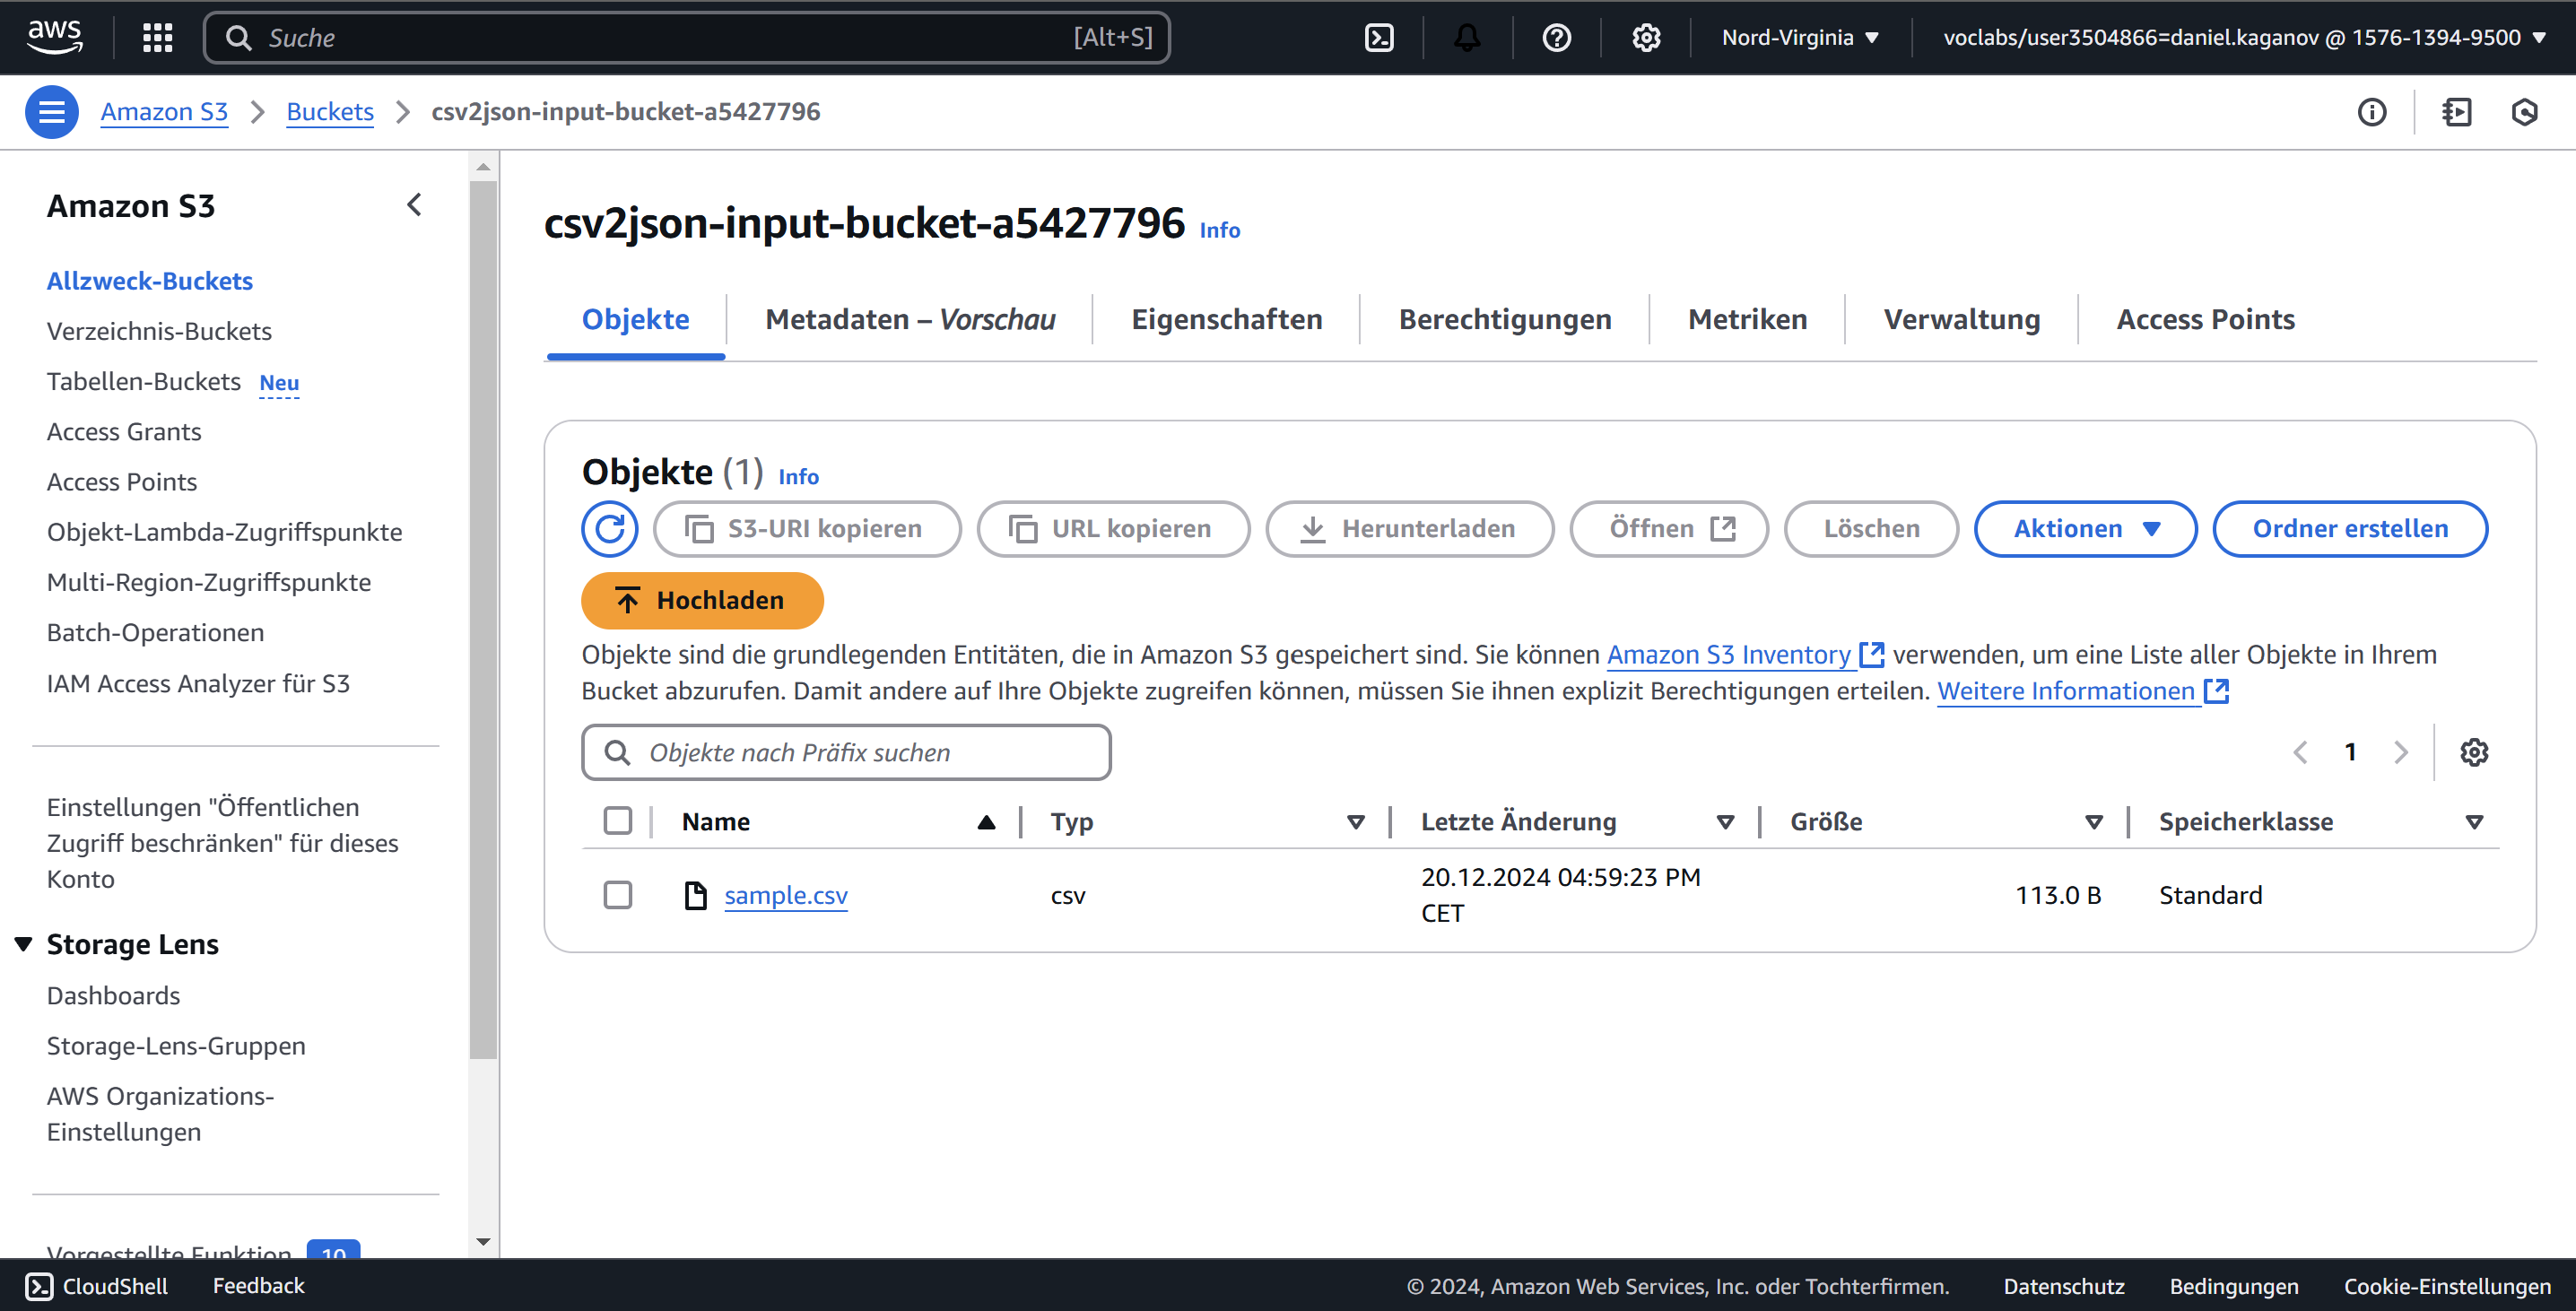 aws
Suche [Alt+S]
Nord-Virginia
voclabs/user3504866=daniel.kaganov @ 1576-1394-9500
Amazon S3
Buckets
csv2json-input-bucket-a5427796
Amazon S3
Allzweck-Buckets
Verzeichnis-Buckets
Tabellen-Buckets Neu
Access Grants
Access Points
Objekt-Lambda-Zugriffspunkte
Multi-Region-Zugriffspunkte
Batch-Operationen
IAM Access Analyzer für S3
Einstellungen "Öffentlichen
Zugriff beschränken" für dieses
Konto
Storage Lens
Dashboards
Storage-Lens-Gruppen
AWS Organizations-
Einstellungen
Vorgestellte Funktion 10
csv2json-input-bucket-a5427796 Info
Objekte
Metadaten – Vorschau
Eigenschaften
Berechtigungen
Metriken
Verwaltung
Access Points
Objekte (1) Info
S3-URI kopieren
URL kopieren
Herunterladen
Öffnen
Löschen
Aktionen
Ordner erstellen
Hochladen
Objekte sind die grundlegenden Entitäten, die in Amazon S3 gespeichert sind. Sie können Amazon S3 Inventory verwenden, um eine Liste aller Objekte in Ihrem
Bucket abzurufen. Damit andere auf Ihre Objekte zugreifen können, müssen Sie ihnen explizit Berechtigungen erteilen. Weitere Informationen
Objekte nach Präfix suchen
1
Name Typ Letzte Änderung Größe Speicherklasse
sample.csv csv 20.12.2024 04:59:23 PM 113.0 B Standard
CET
CloudShell
Feedback
© 2024, Amazon Web Services, Inc. oder Tochterfirmen.
Datenschutz
Bedingungen
Cookie-Einstellungen